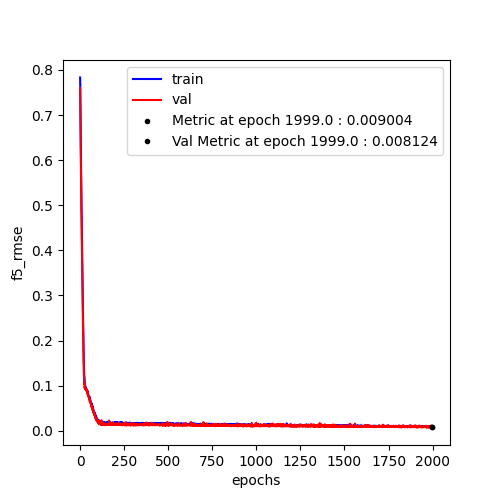 train
val
Metric at epoch 1999.0 : 0.009004
Val Metric at epoch 1999.0 : 0.008124
f5_rmse
0.8
0.7
0.6
0.5
0.4
0.3
0.2
0.1
0.0
0 250 500 750 1000 1250 1500 1750 2000
epochs